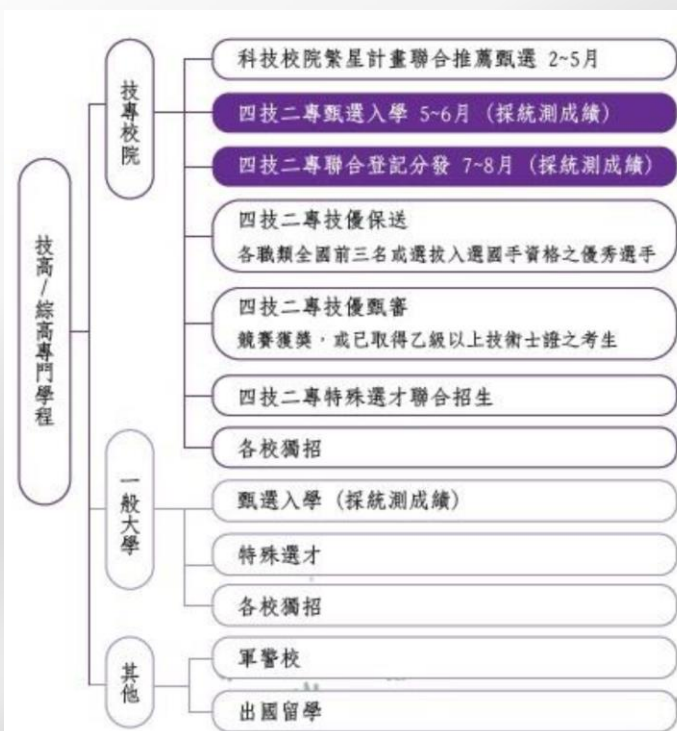 技高/綜高專門學程
技專校院
科技校院繁星計畫聯合推薦甄選 2~5月
四技二專甄選入學 5~6月 (採統測成績)
四技二專聯合登記分發 7~8月 (採統測成績)
四技二專技優保送
各職類全國前三名或選拔入選國手資格之優秀選手
四技二專技優甄審
競賽獲獎，或已取得乙級以上技術士證之考生
四技二專特殊選才聯合招生
各校獨招
一般大學
甄選入學 (採統測成績)
特殊選才
各校獨招
其他
軍警校
出國留學